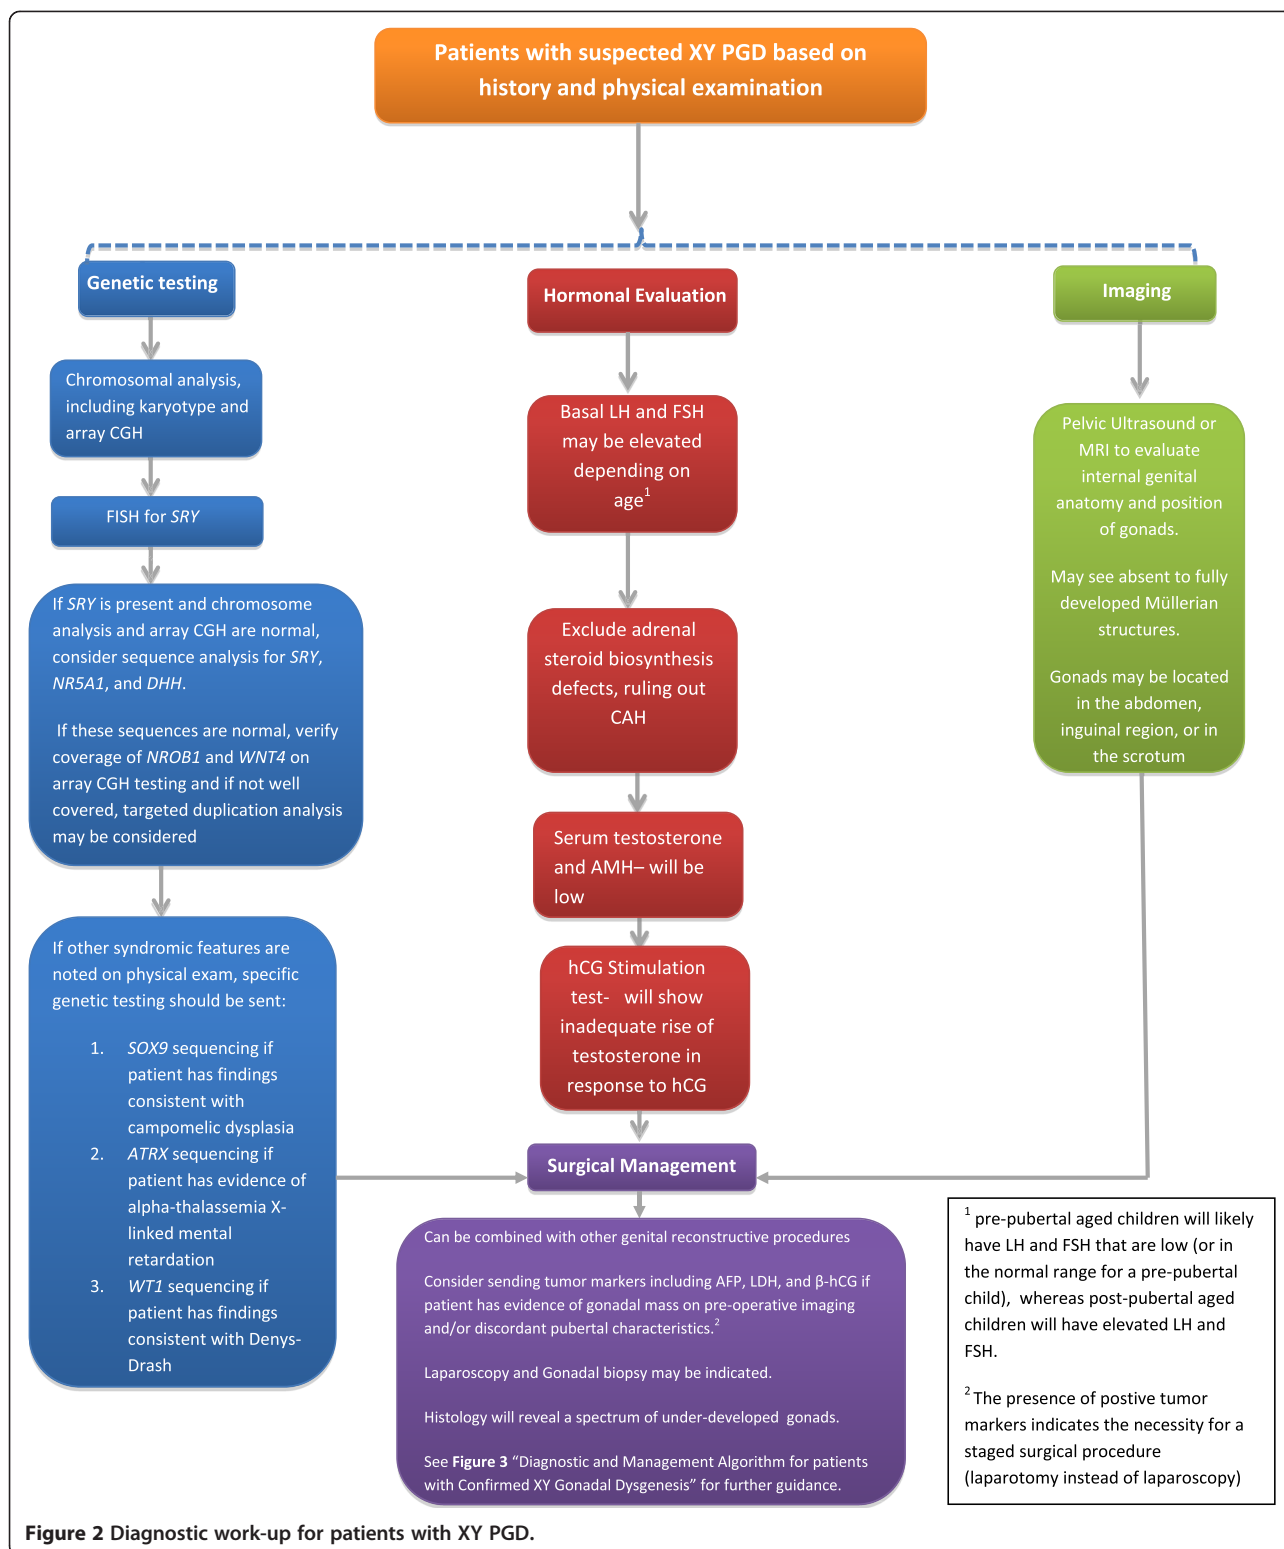 Patients with suspected XY PGD based on
history and physical examination
Genetic testing
Chromosomal analysis,
including karyotype and
array CGH
FISH for SRY
If SRY is present and chromosome
analysis and array CGH are normal,
consider sequence analysis for SRY,
NR5A1, and DHH.
If these sequences are normal, verify
coverage of NROB1 and WNT4 on
array CGH testing and if not well
covered, targeted duplication analysis
may be considered
If other syndromic features are
noted on physical exam, specific
genetic testing should be sent:
1. SOX9 sequencing if
patient has findings
consistent with
campomelic dysplasia
2. ATRX sequencing if
patient has evidence of
alpha-thalassemia X-
linked mental
retardation
3. WT1 sequencing if
patient has findings
consistent with Denys-
Drash
Hormonal Evaluation
Basal LH and FSH
may be elevated
depending on
age1
Exclude adrenal
steroid biosynthesis
defects, ruling out
CAH
Serum testosterone
and AMH– will be
low
hCG Stimulation
test- will show
inadequate rise of
testosterone in
response to hCG
Imaging
Pelvic Ultrasound or
MRI to evaluate
internal genital
anatomy and position
of gonads.
May see absent to fully
developed Müllerian
structures.
Gonads may be located
in the abdomen,
inguinal region, or in
the scrotum
Surgical Management
Can be combined with other genital reconstructive procedures
Consider sending tumor markers including AFP, LDH, and β-hCG if
patient has evidence of gonadal mass on pre-operative imaging
and/or discordant pubertal characteristics.2
Laparoscopy and Gonadal biopsy may be indicated.
Histology will reveal a spectrum of under-developed gonads.
See Figure 3 “Diagnostic and Management Algorithm for patients
with Confirmed XY Gonadal Dysgenesis” for further guidance.
1 pre-pubertal aged children will likely
have LH and FSH that are low (or in
the normal range for a pre-pubertal
child), whereas post-pubertal aged
children will have elevated LH and
FSH.
2 The presence of postive tumor
markers indicates the necessity for a
staged surgical procedure
(laparotomy instead of laparoscopy)
Figure 2 Diagnostic work-up for patients with XY PGD.